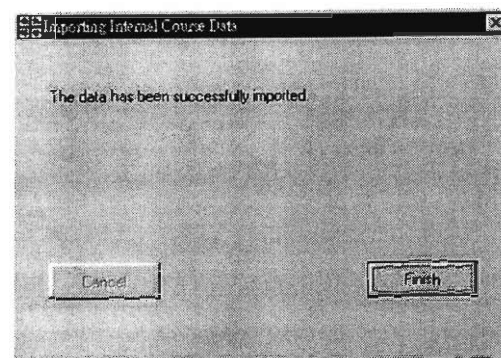 Importing Internal Course Data
The data has been successfully imported.
Cancel
Finish